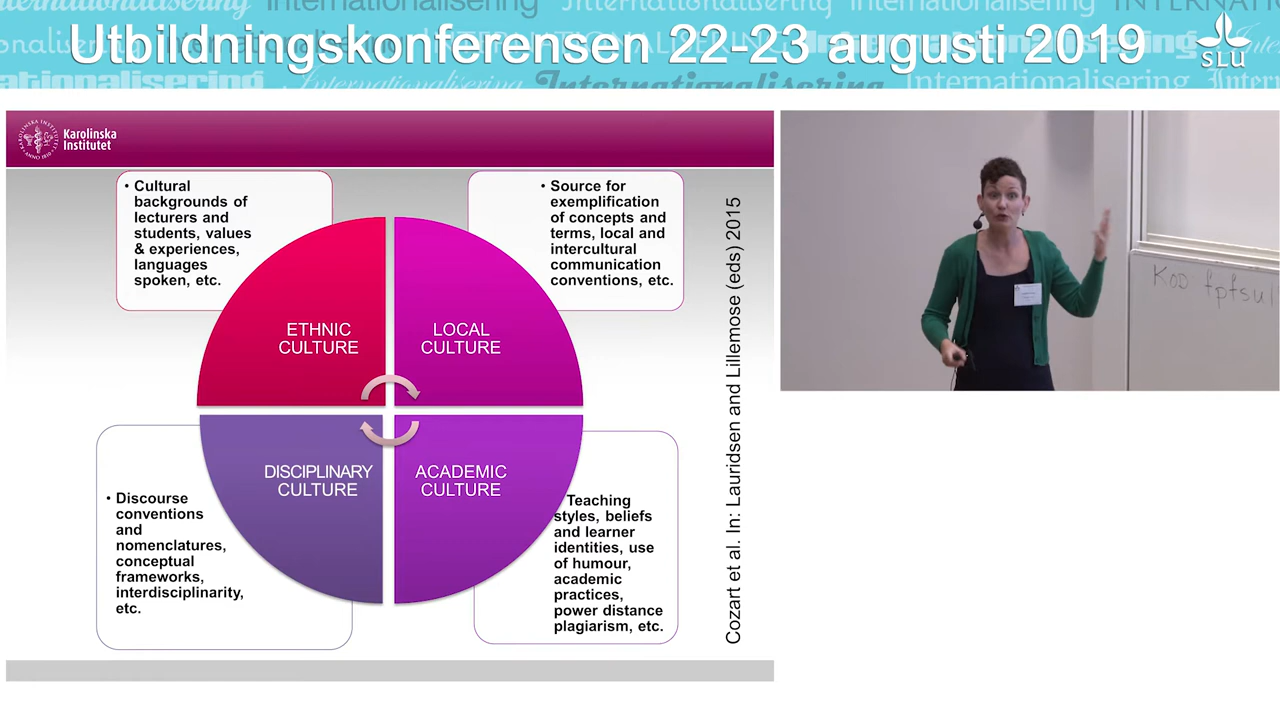 Utbildningskonferensen 22-23 augusti 2019
SLU
Internationalisering
Karolinska
Institutet
• Cultural
backgrounds of
lecturers and
students, values
& experiences,
languages
spoken, etc.
• Source for
exemplification
of concepts and
terms, local and
intercultural
communication
conventions, etc.
ETHNIC
CULTURE
LOCAL
CULTURE
DISCIPLINARY
CULTURE
ACADEMIC
CULTURE
• Discourse
conventions
and
nomenclatures,
conceptual
frameworks,
interdisciplinarity,
etc.
Teaching
styles, beliefs
and learner
identities, use
of humour,
academic
practices,
power distance
plagiarism, etc.
Cozart et al. In: Lauridsen and Lillemose (eds) 2015
KOD fpfsul